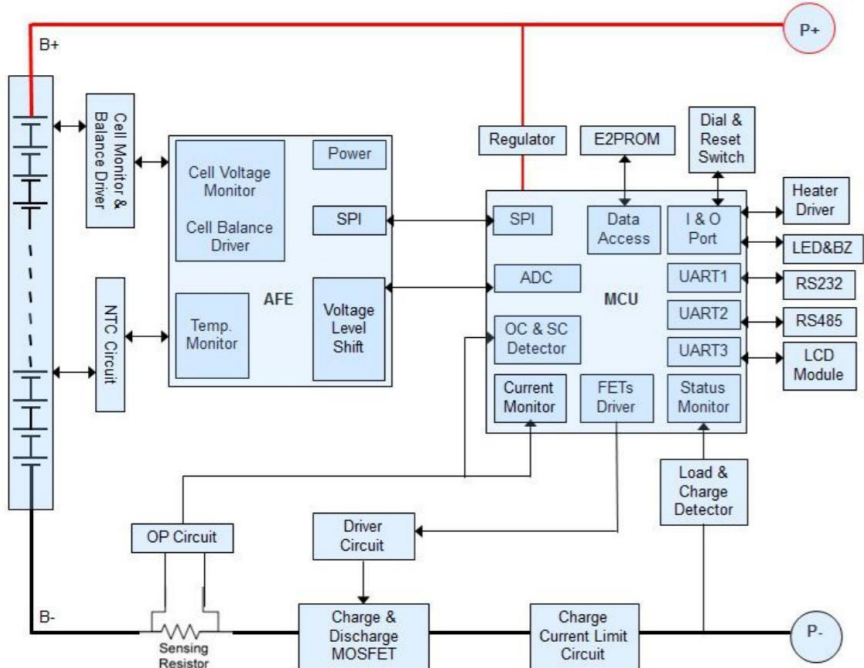 B+
P+
Cell Monitor &
Balance Driver
Cell Voltage
Monitor
Cell Balance
Driver
Power
SPI
AFE
Temp.
Monitor
Voltage
Level
Shift
NTC Circuit
Regulator
E2PROM
Dial &
Reset
Switch
SPI
Data
Access
I & O
Port
ADC
MCU
UART1
UART2
UART3
OC & SC
Detector
Current
Monitor
FETs
Driver
Status
Monitor
Heater
Driver
LED&BZ
RS232
RS485
LCD
Module
Load &
Charge
Detector
OP Circuit
Driver
Circuit
B-
Sensing
Resistor
Charge &
Discharge
MOSFET
Charge
Current Limit
Circuit
P-